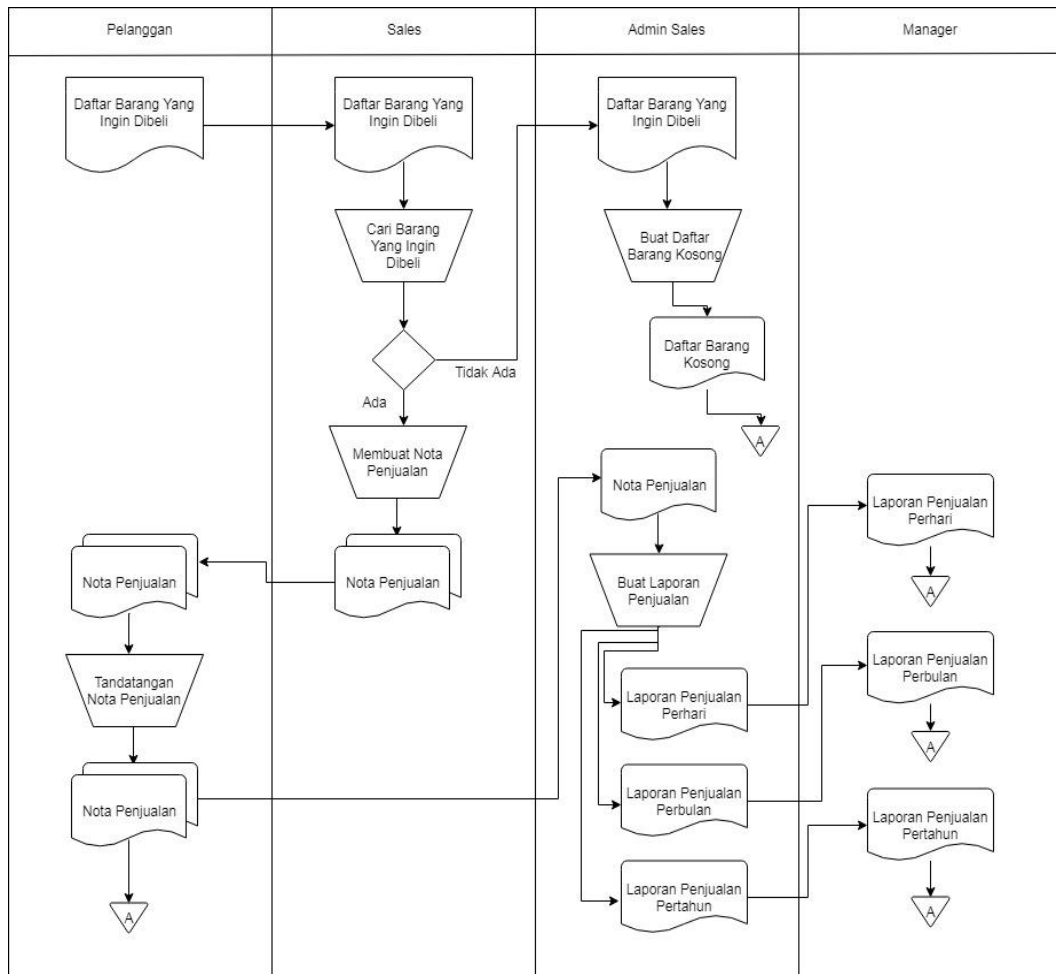 Pelanggan
Sales
Admin Sales
Manager
Daftar Barang Yang
Ingin Dibeli
Daftar Barang Yang
Ingin Dibeli
Daftar Barang Yang
Ingin Dibeli
Cari Barang
Yang Ingin
Dibeli
Buat Daftar
Barang Kosong
Daftar Barang
Kosong
Tidak Ada
Ada
A
Membuat Nota
Penjualan
Nota Penjualan
Laporan Penjualan
Perhari
Nota Penjualan
Nota Penjualan
Buat Laporan
Penjualan
A
Tandatangan
Nota Penjualan
Laporan Penjualan
Perhari
Laporan Penjualan
Perbulan
A
Nota Penjualan
Laporan Penjualan
Perbulan
Laporan Penjualan
Pertahun
Laporan Penjualan
Pertahun
A
A